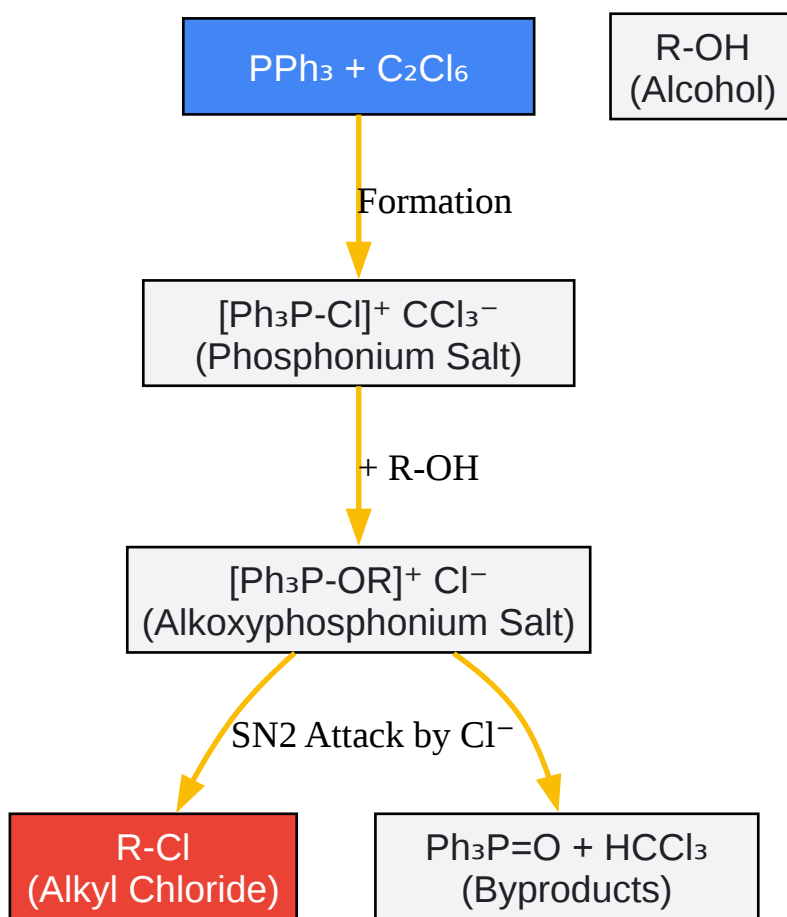 PPh₃ + C₂Cl₆
R-OH
(Alcohol)
Formation
[Ph₃P-Cl]⁺ CCl₃⁻
(Phosphonium Salt)
+ R-OH
[Ph₃P-OR]⁺ Cl⁻
(Alkoxyphosphonium Salt)
SN2 Attack by Cl⁻
R-Cl
(Alkyl Chloride)
Ph₃P=O + HCCl₃
(Byproducts)